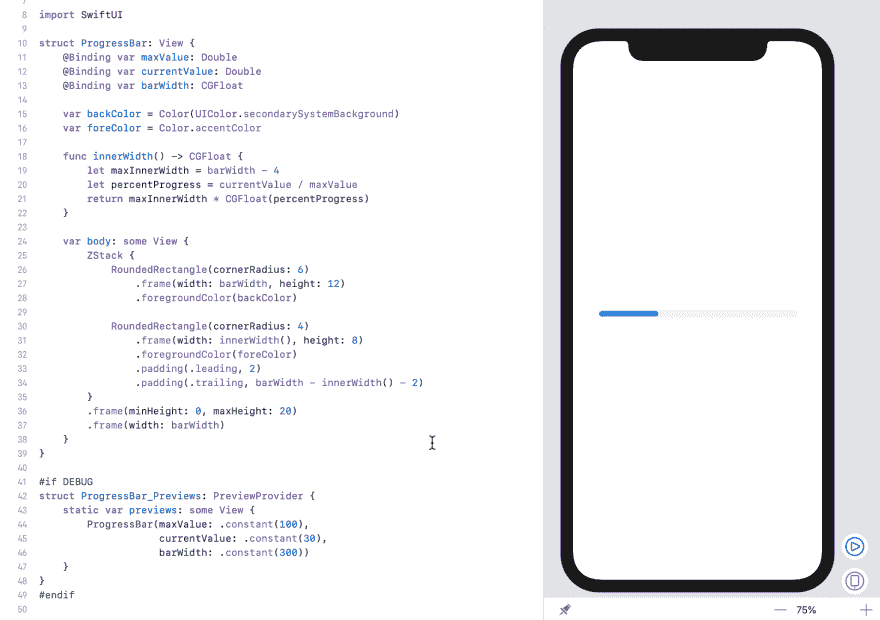 7
8 import SwiftUI
9
10 struct ProgressBar: View {
11     @Binding var maxValue: Double
12     @Binding var currentValue: Double
13     @Binding var barWidth: CGFloat
14
15     var backColor = Color(UIColor.secondarySystemBackground)
16     var foreColor = Color.accentColor
17
18     func innerWidth() -> CGFloat {
19         let maxInnerWidth = barWidth - 4
20         let percentProgress = currentValue / maxValue
21         return maxInnerWidth * CGFloat(percentProgress)
22     }
23
24     var body: some View {
25         ZStack {
26             RoundedRectangle(cornerRadius: 6)
27                 .frame(width: barWidth, height: 12)
28                 .foregroundColor(backColor)
29
30             RoundedRectangle(cornerRadius: 4)
31                 .frame(width: innerWidth(), height: 8)
32                 .foregroundColor(foreColor)
33                 .padding(.leading, 2)
34                 .padding(.trailing, barWidth - innerWidth() - 2)
35         }
36         .frame(minHeight: 0, maxHeight: 20)
37         .frame(width: barWidth)
38     }
39 }
40
41 #if DEBUG
42 struct ProgressBar_Previews: PreviewProvider {
43     static var previews: some View {
44         ProgressBar(maxValue: .constant(100),
45                     currentValue: .constant(30),
46                     barWidth: .constant(300))
47     }
48 }
49 #endif
50
75%